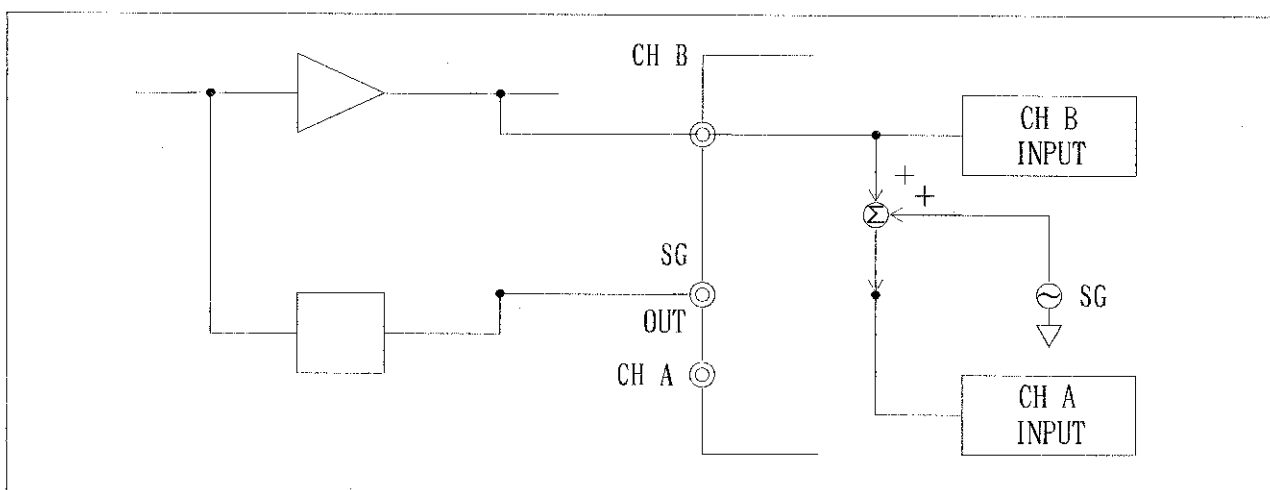 CH B
CH B
INPUT
+
+
Σ
SG
SG
OUT
CH A
CH A
INPUT